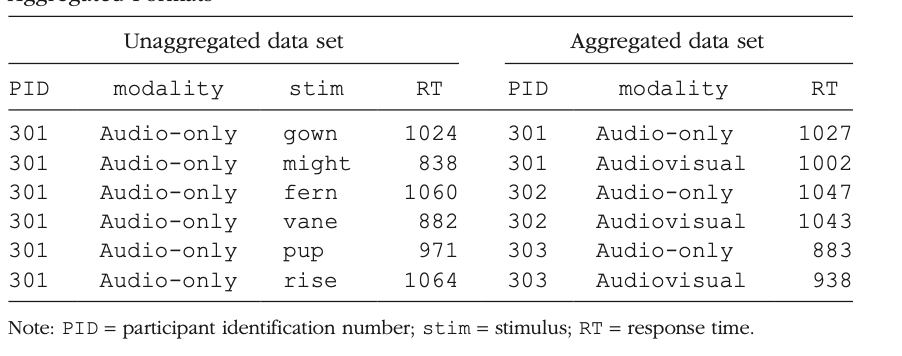 Aggregated Formats
Unaggregated data set Aggregated data set
PID modality stim RT PID modality RT
301 Audio-only gown 1024 301 Audio-only 1027
301 Audio-only might 838 301 Audiovisual 1002
301 Audio-only fern 1060 302 Audio-only 1047
301 Audio-only vane 882 302 Audiovisual 1043
301 Audio-only pup 971 303 Audio-only 883
301 Audio-only rise 1064 303 Audiovisual 938
Note: PID = participant identification number; stim = stimulus; RT = response time.